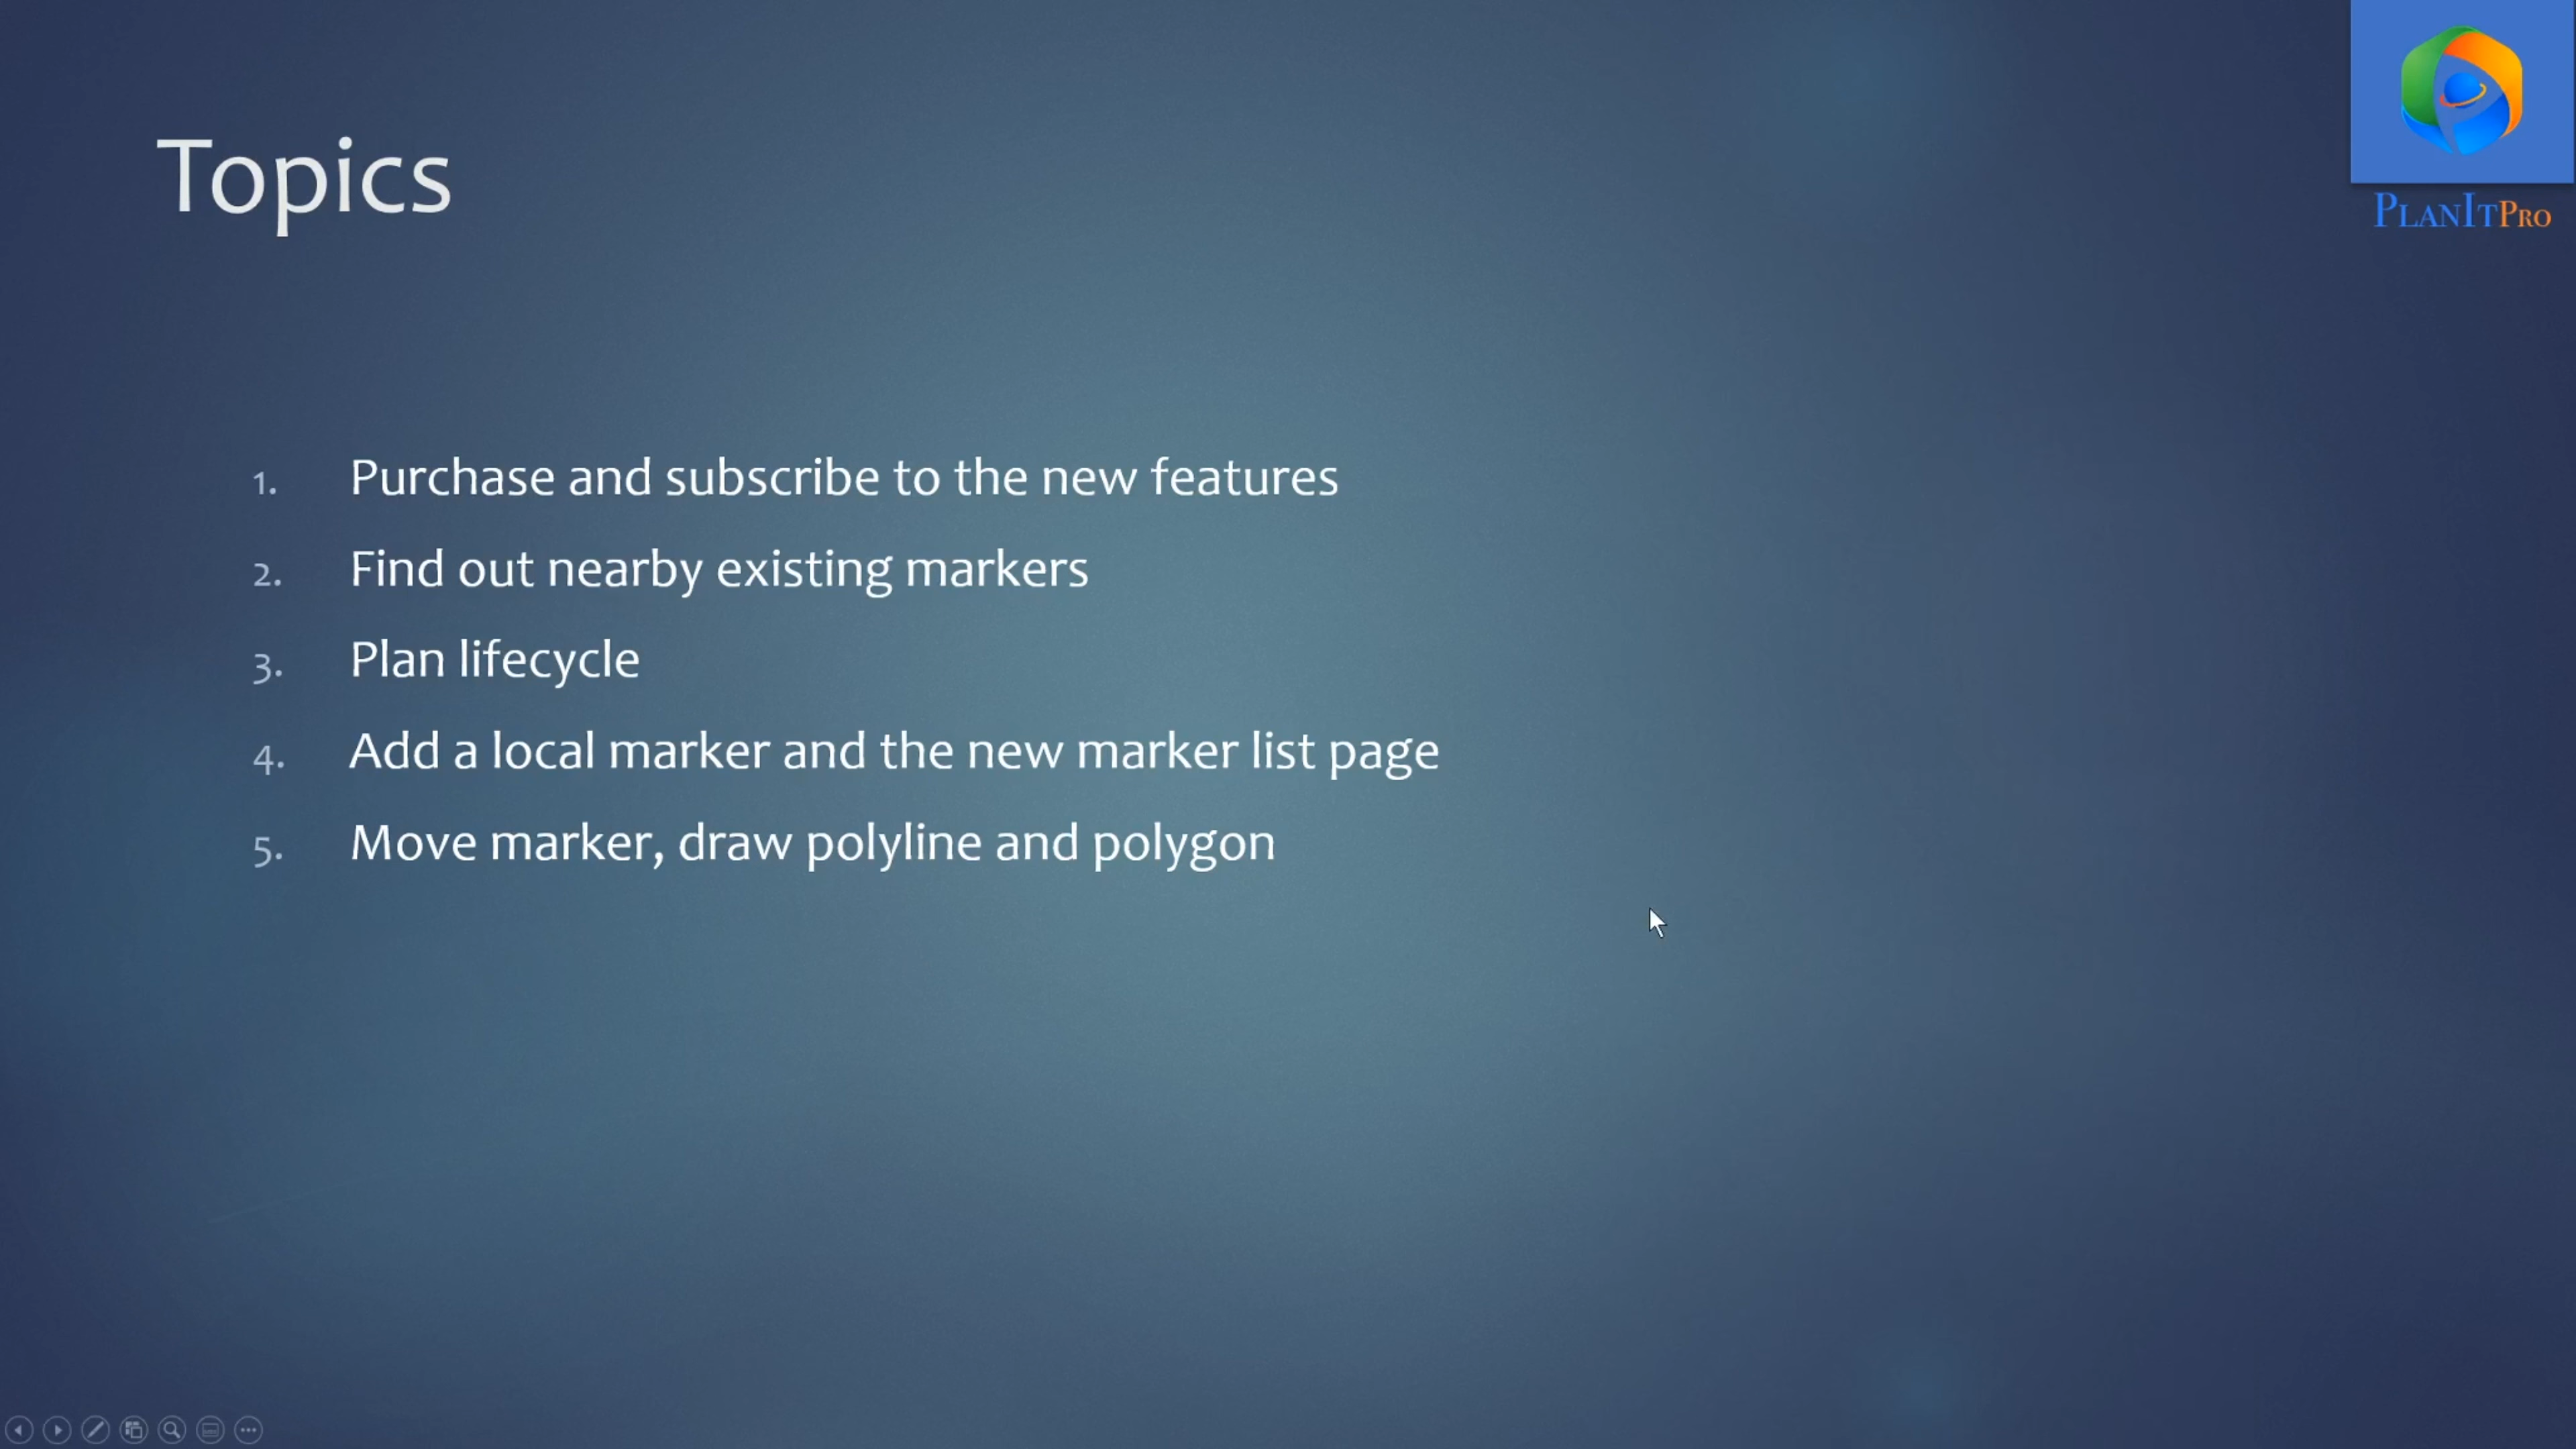 Topics
PLANITPRO
1. Purchase and subscribe to the new features
2. Find out nearby existing markers
3. Plan lifecycle
4. Add a local marker and the new marker list page
5. Move marker, draw polyline and polygon